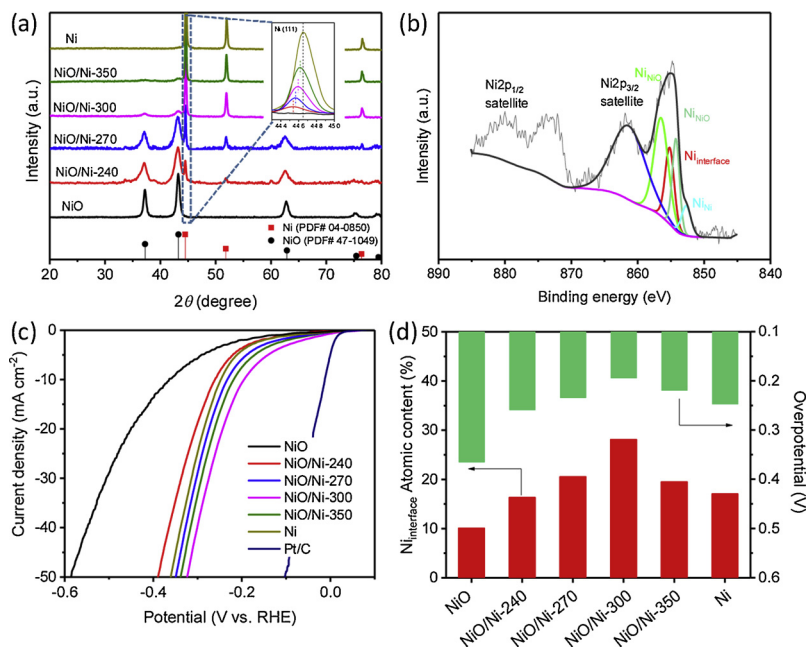 (a)
Intensity (a.u.)
Ni
NiO/Ni-350
NiO/Ni-300
NiO/Ni-270
NiO/Ni-240
NiO
Ni (111)
44.4 44.6 45.0
Ni (PDF# 04-0850)
NiO (PDF# 47-1049)
20 30 40 50 60 70 80
2θ (degree)
(b)
Intensity (a.u.)
Ni2p1/2
satellite
Ni2p3/2
satellite
NiNiO
NiNiO
Niinterface
NiNi
890 880 870 860 850 840
Binding energy (eV)
(c)
Current density (mA cm-2)
0
-10
-20
-30
-40
-50
NiO
NiO/Ni-240
NiO/Ni-270
NiO/Ni-300
NiO/Ni-350
Ni
Pt/C
-0.6 -0.4 -0.2 0.0
Potential (V vs. RHE)
(d)
Niinterface Atomic content (%)
50
40
30
20
10
0
0.1
0.2
0.3
0.4
0.5
0.6
Overpotential (V)
NiO
NiO/Ni-240
NiO/Ni-270
NiO/Ni-300
NiO/Ni-350
Ni